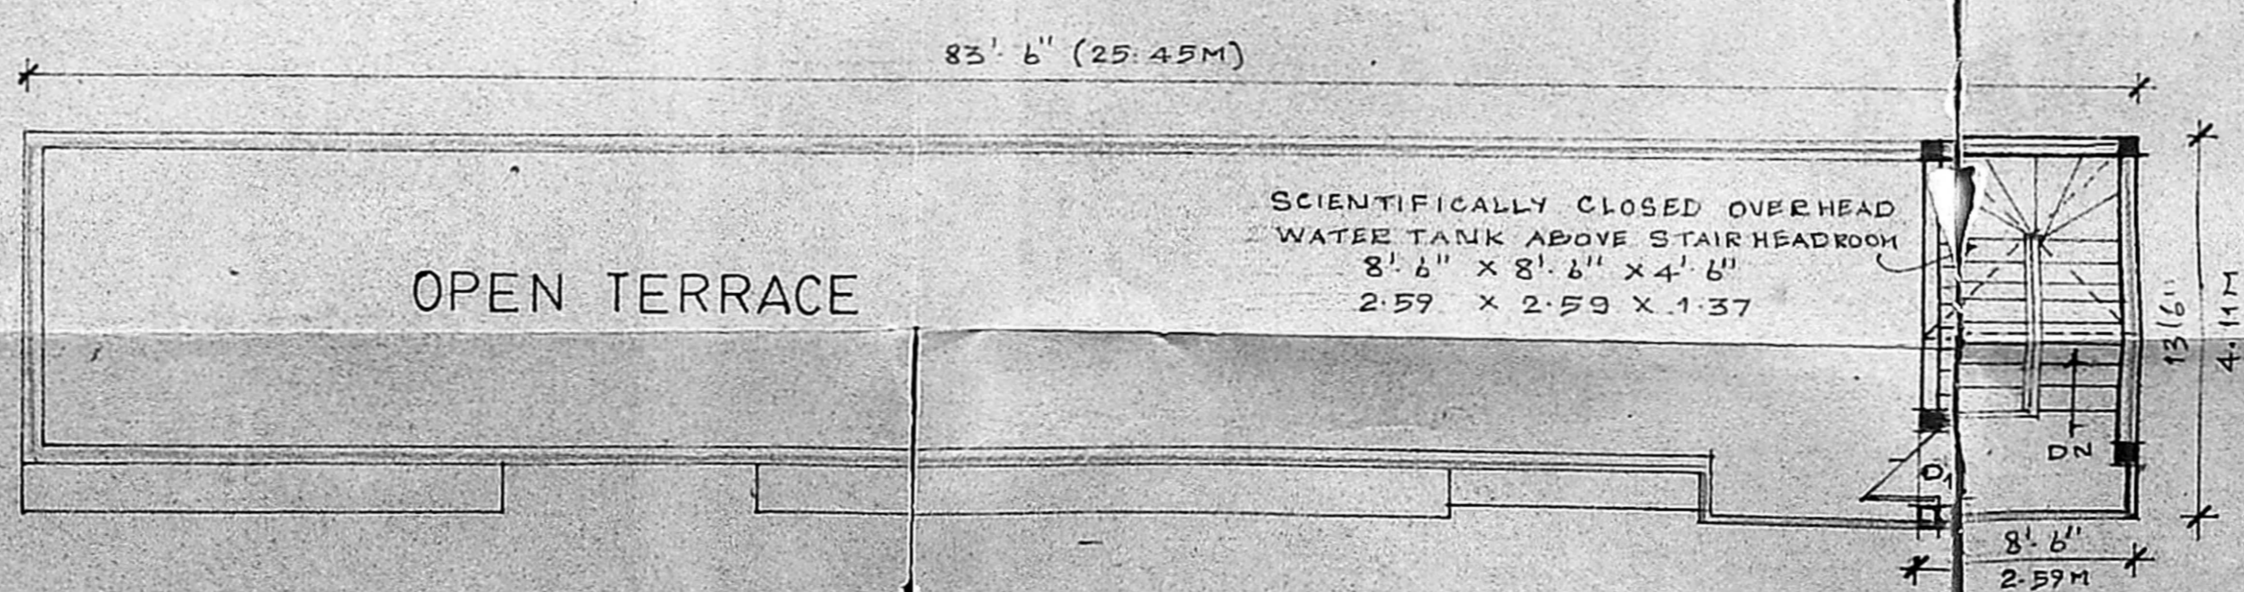 83'·6" (25·45M)
SCIENTIFICALLY CLOSED OVERHEAD
WATER TANK ABOVE STAIR HEADROOM
8'·6" × 8'·6" × 4'·6"
2·59 × 2·59 × 1·37
OPEN TERRACE
13'6"
4.11M
DN
D1
8'·6"
2·59M